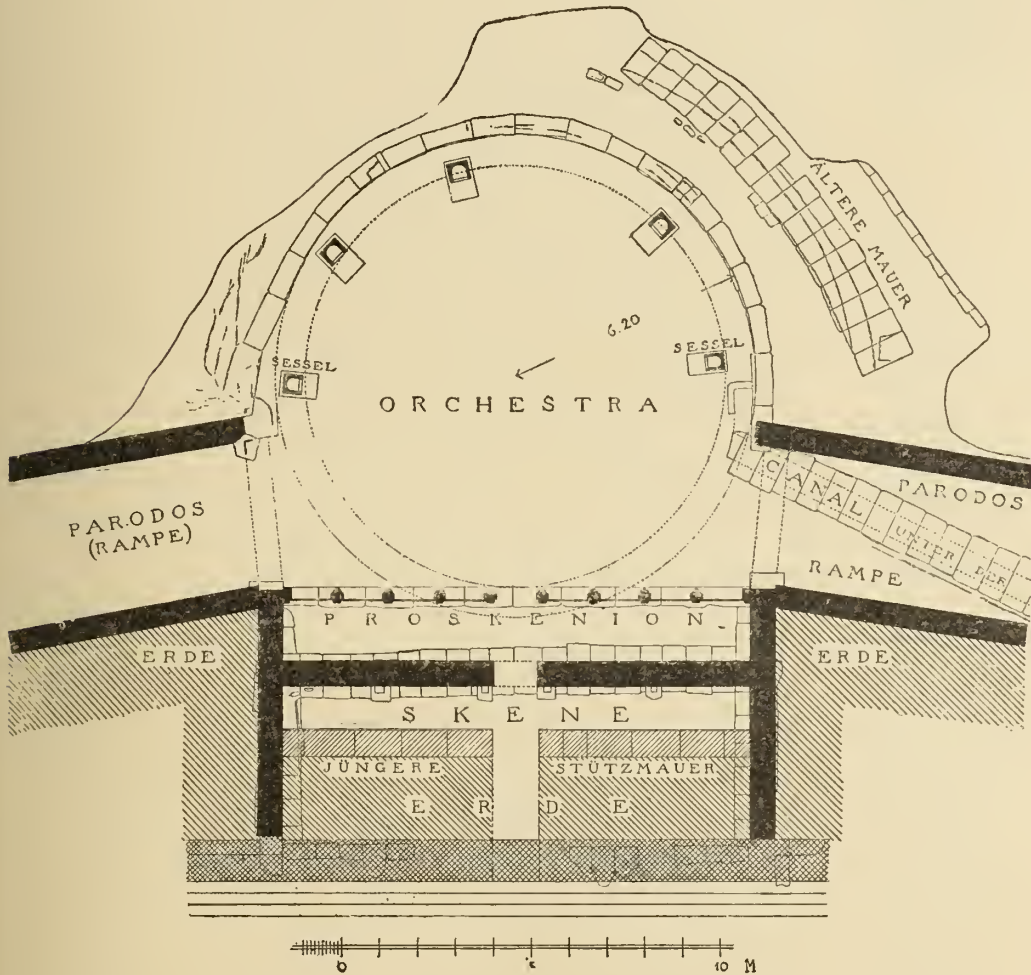 ÄLTERE MAUER
6.20
SESSEL
SESSEL
ORCHESTRA
PARODOS
(RAMPE)
PARODOS
CANAL UNTER DER
RAMPE
PROSKENION
ERDE
ERDE
SKENE
JÜNGERE STÜTZMAUER
ERDE
0 5 10 M